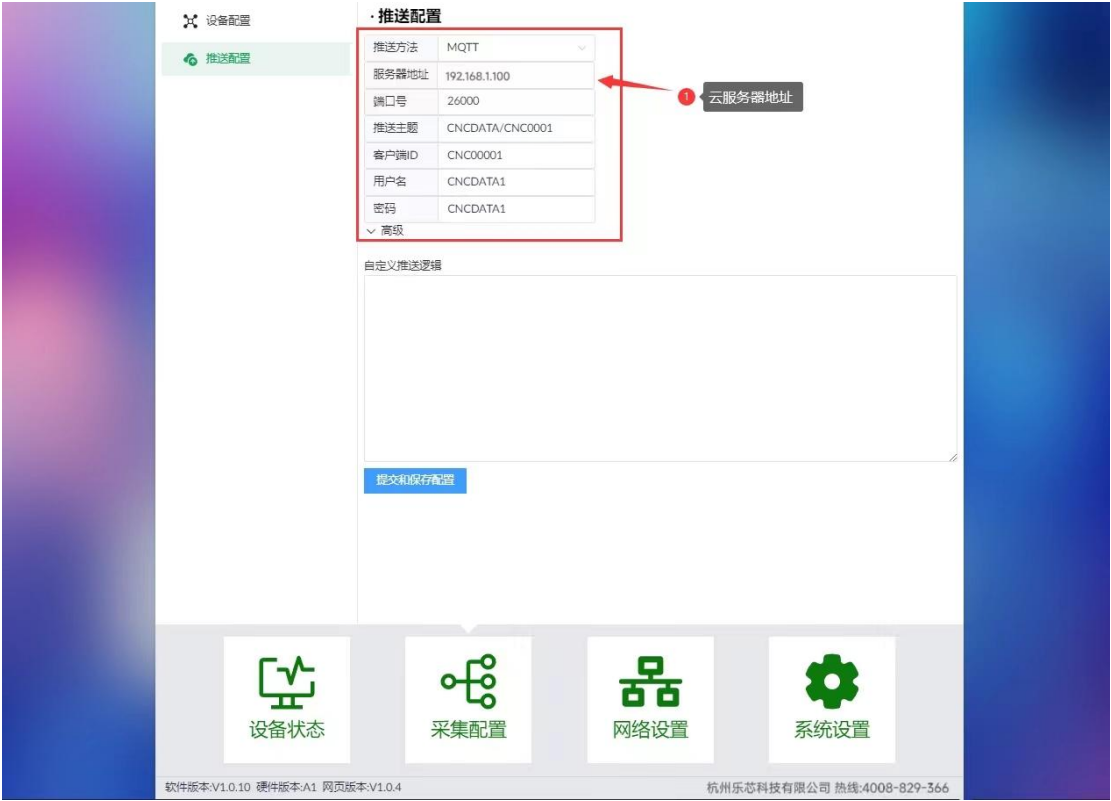 设备配置
推送配置
· 推送配置
推送方法 MQTT
服务器地址 192.168.1.100
端口号 26000
推送主题 CNCDATA/CNC0001
客户端ID CNC00001
用户名 CNCDATA1
密码 CNCDATA1
高级
1 云服务器地址
自定义推送逻辑
提交和保存配置
设备状态 采集配置 网络设置 系统设置
软件版本:V1.0.10 硬件版本:A1 网页版本:V1.0.4 杭州乐芯科技有限公司 热线:4008-829-366